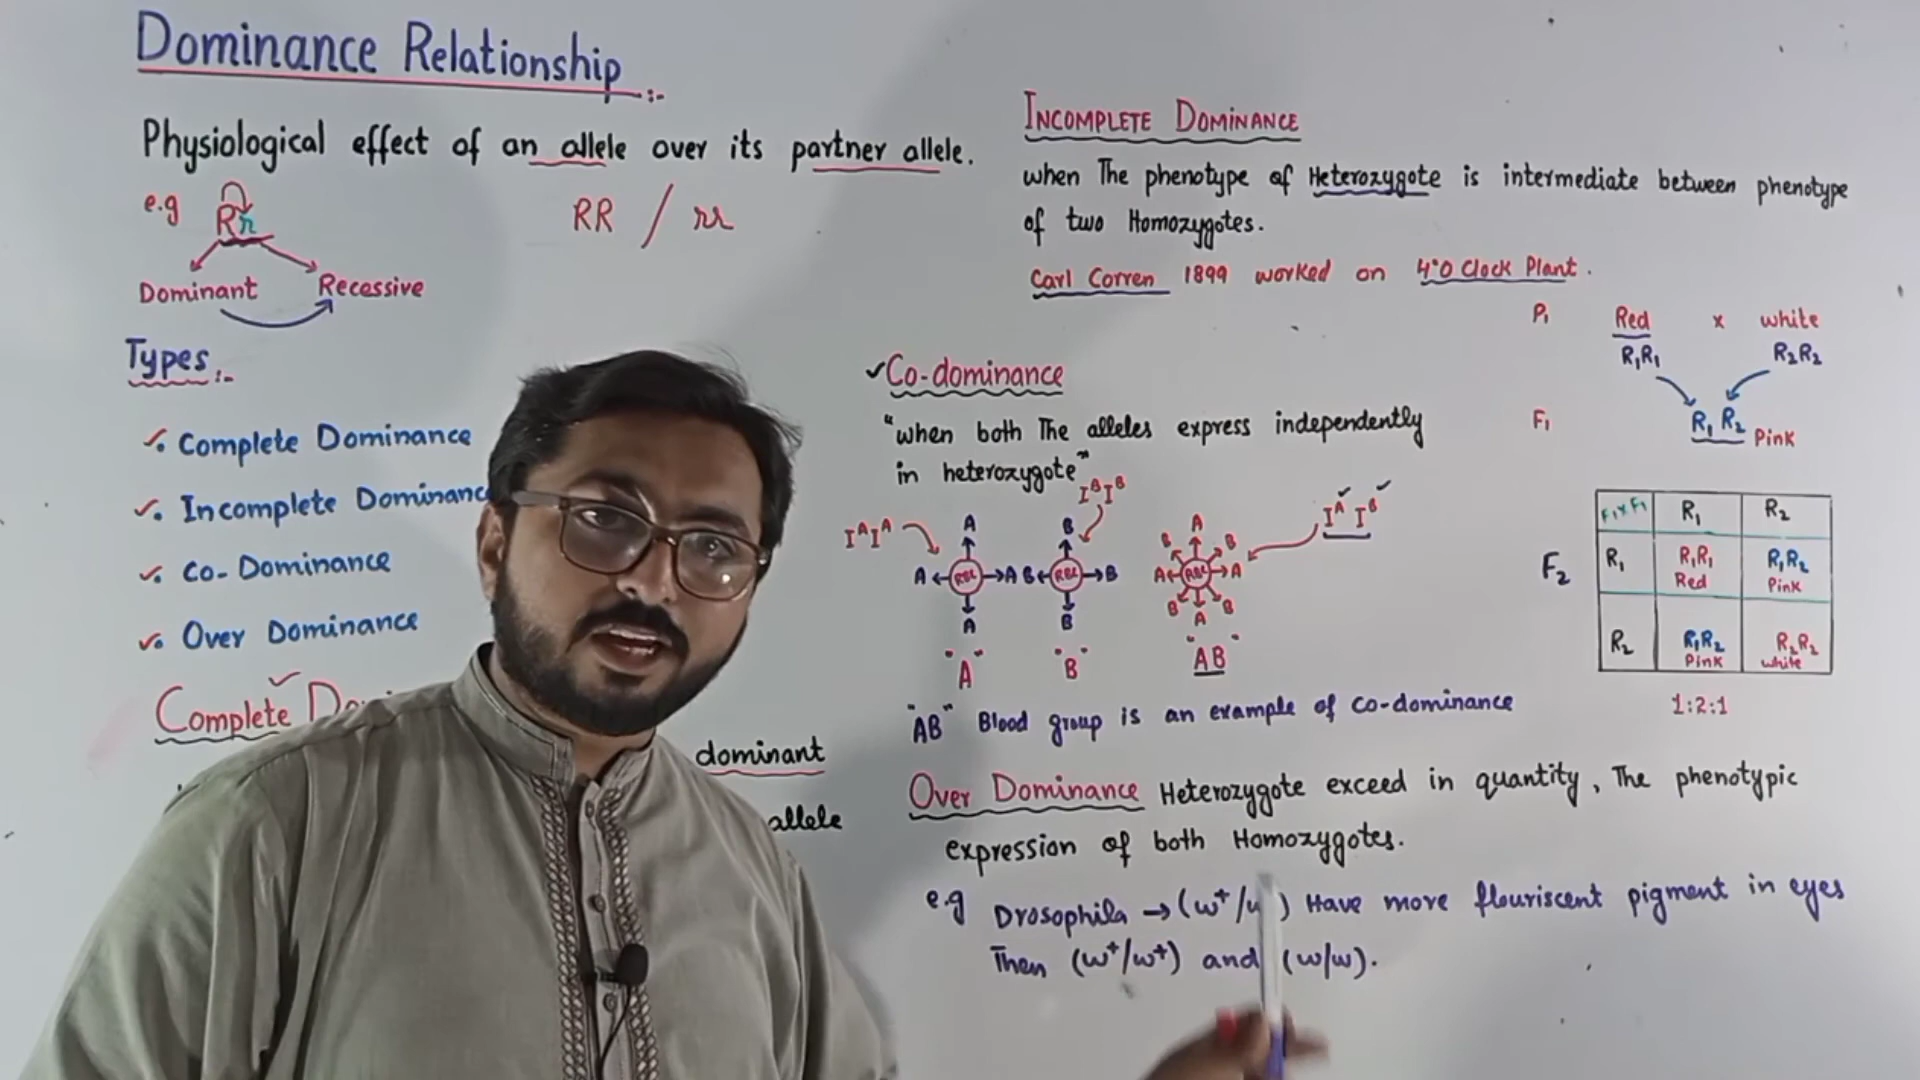 Dominance Relationship :-
Physiological effect of an allele over its partner allele.
e.g Rr RR / rr
Dominant Recessive
Types :-
Complete Dominance
Incomplete Dominance
Co-Dominance
Over Dominance
Complete
dominant
allele
INCOMPLETE DOMINANCE
when The phenotype of Heterozygote is intermediate between phenotype
of two Homozygotes.
Carl Corren 1899 worked on 4'O Clock Plant.
P₁ Red x white
R₁R₁ R₂R₂
F₁ R₁R₂ Pink
F₂
F₁xF₁ R₁ R₂
R₁ R₁R₁ Red R₁R₂ Pink
R₂ R₁R₂ Pink R₂R₂ white
1:2:1
Co-dominance
"when both The alleles express independently
in heterozygote"
IᴬIᴬ IᴮIᴮ IᴬIᴮ
A B A B B
A RBC A B RBC B A RBC A
A B B A B
"A" "B" "AB"
"AB" Blood group is an example of co-dominance
Over Dominance Heterozygote exceed in quantity, The phenotypic
expression of both Homozygotes.
e.g Drosophila → (w⁺/ ) Have more flouriscent pigment in eyes
Then (w⁺/w⁺) and (w/w).